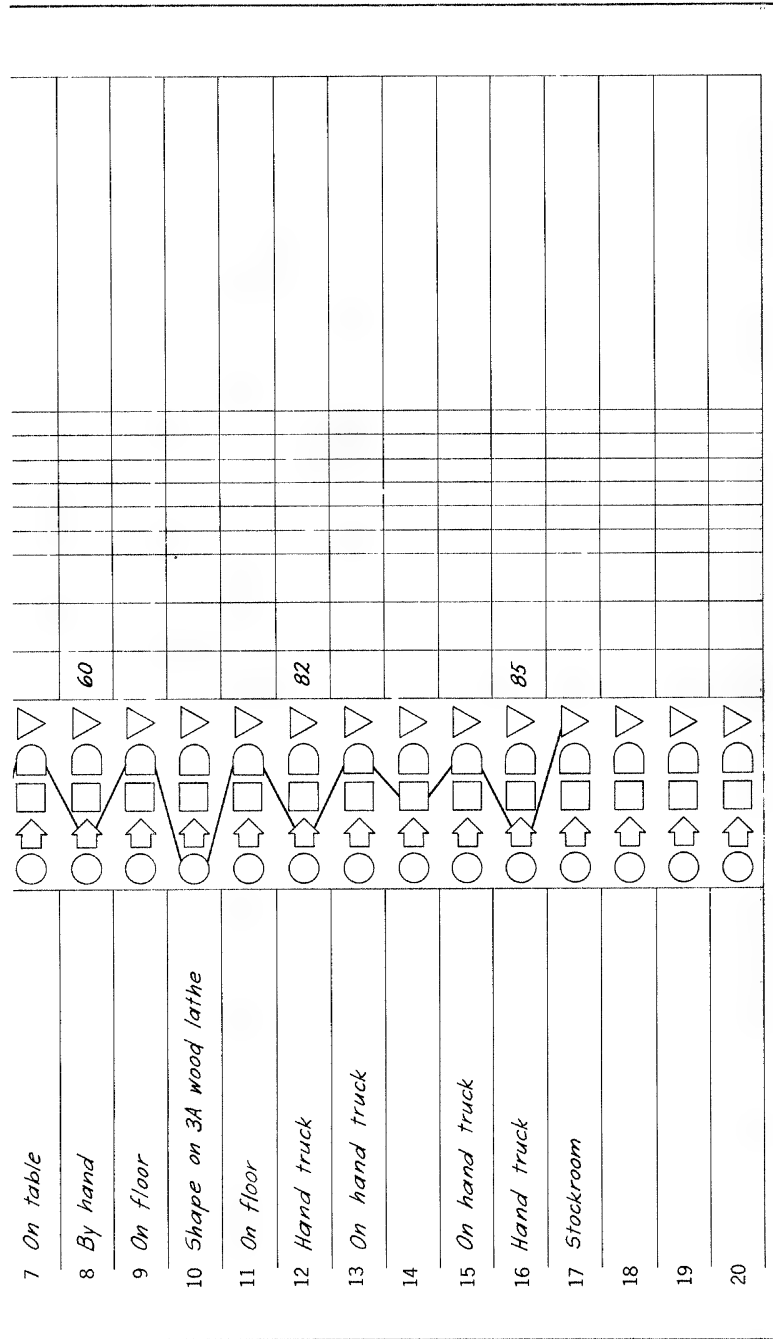 7 On table
8 By hand 60
9 On floor
10 Shape on 3A wood lathe
11 On floor
12 Hand truck 82
13 On hand truck
14
15 On hand truck
16 Hand truck 85
17 Stockroom
18
19
20